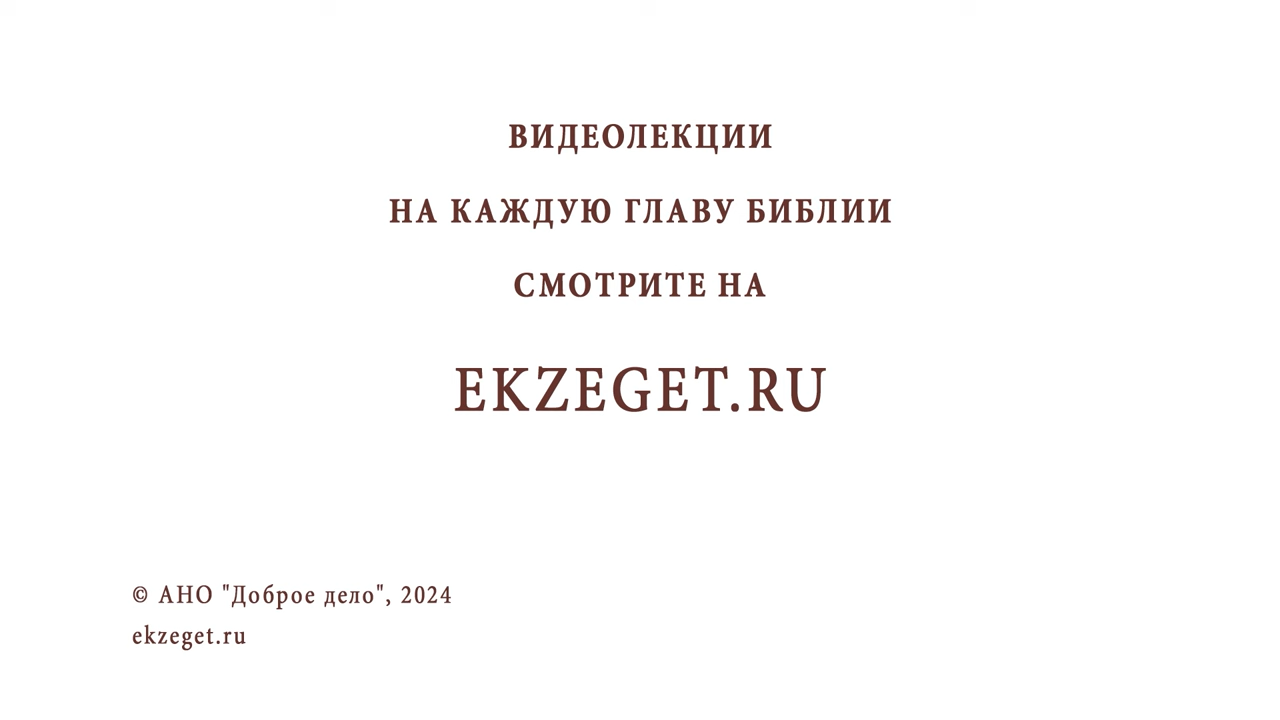 ВИДЕОЛЕКЦИИ
НА КАЖДУЮ ГЛАВУ БИБЛИИ
СМОТРИТЕ НА
EKZEGET.RU
© АНО "Доброе дело", 2024
ekzeget.ru